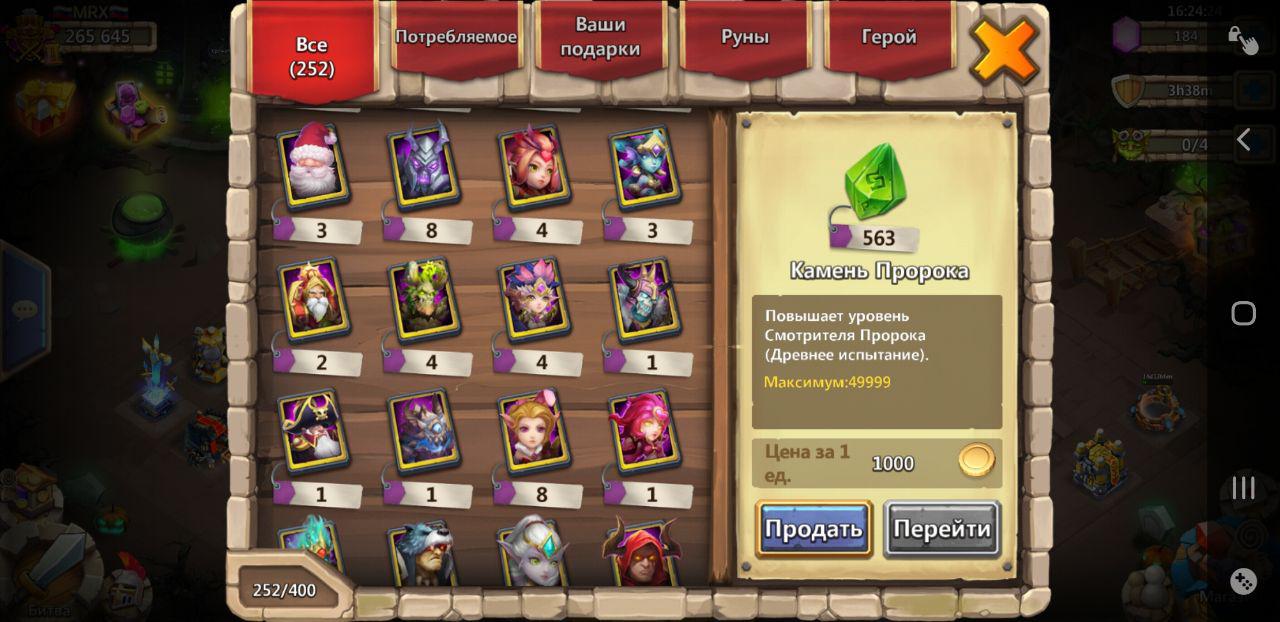 MRX
265 645
Все
(252)
Потребляемое
Ваши
подарки
Руны
Герой
16:24:24
184
3h38m
0/4
3
8
4
3
2
4
4
1
1
1
8
1
252/400
563
Камень Пророка
Повышает уровень
Смотрителя Пророка
(Древнее испытание).
Максимум:49999
Цена за 1
ед.
1000
Продать
Перейти
Битва